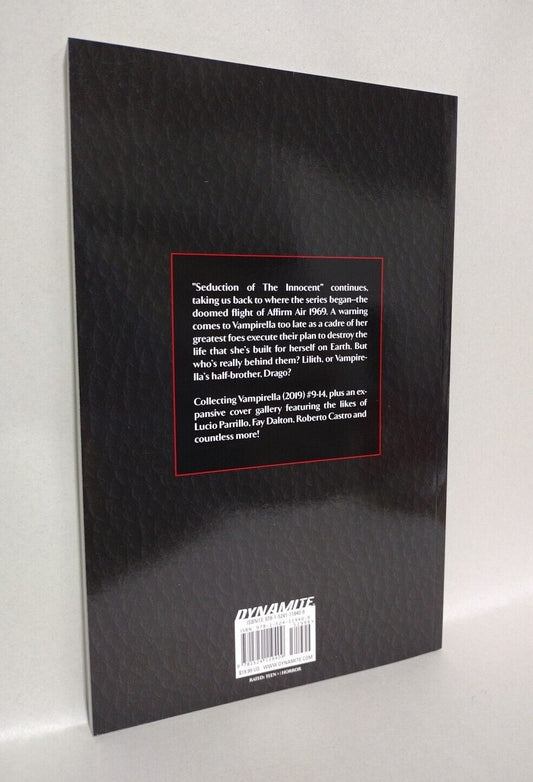 "Seduction of The Innocent" continues,
taking us back to where the series began–the
doomed flight of Affirm Air 1969. A warning
comes to Vampirella too late as a cadre of her
greatest foes execute their plan to destroy the
life that she's built for herself on Earth. But
who's really behind them? Lilith, or Vampire-
lla's half-brother, Drago?
Collecting Vampirella (2019) #9-14, plus an ex-
pansive cover gallery featuring the likes of
Lucio Parrillo, Fay Dalton, Roberto Castro and
countless more!
DYNAMITE
$19.99 US WWW.DYNAMITE.COM
RATED: TEEN + | HORROR